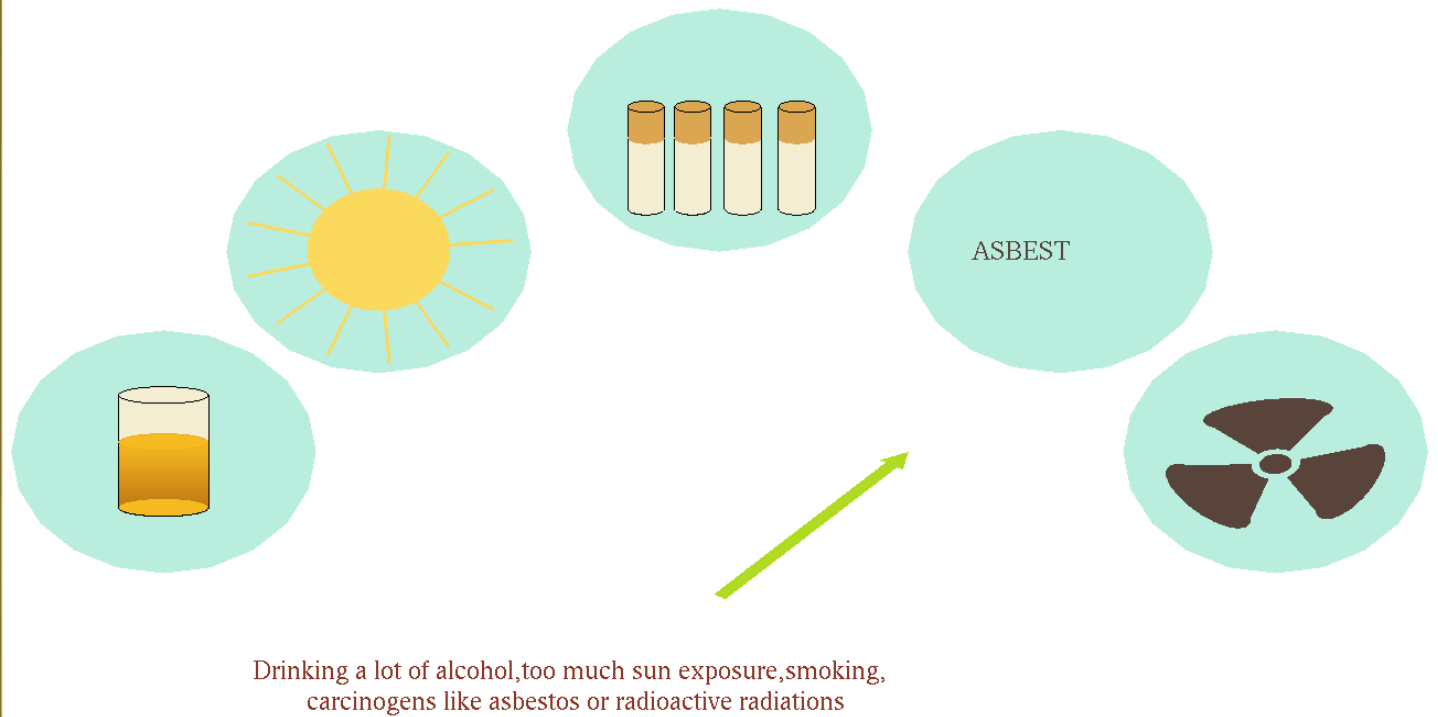 ASBEST
Drinking a lot of alcohol,too much sun exposure,smoking,
carcinogens like asbestos or radioactive radiations